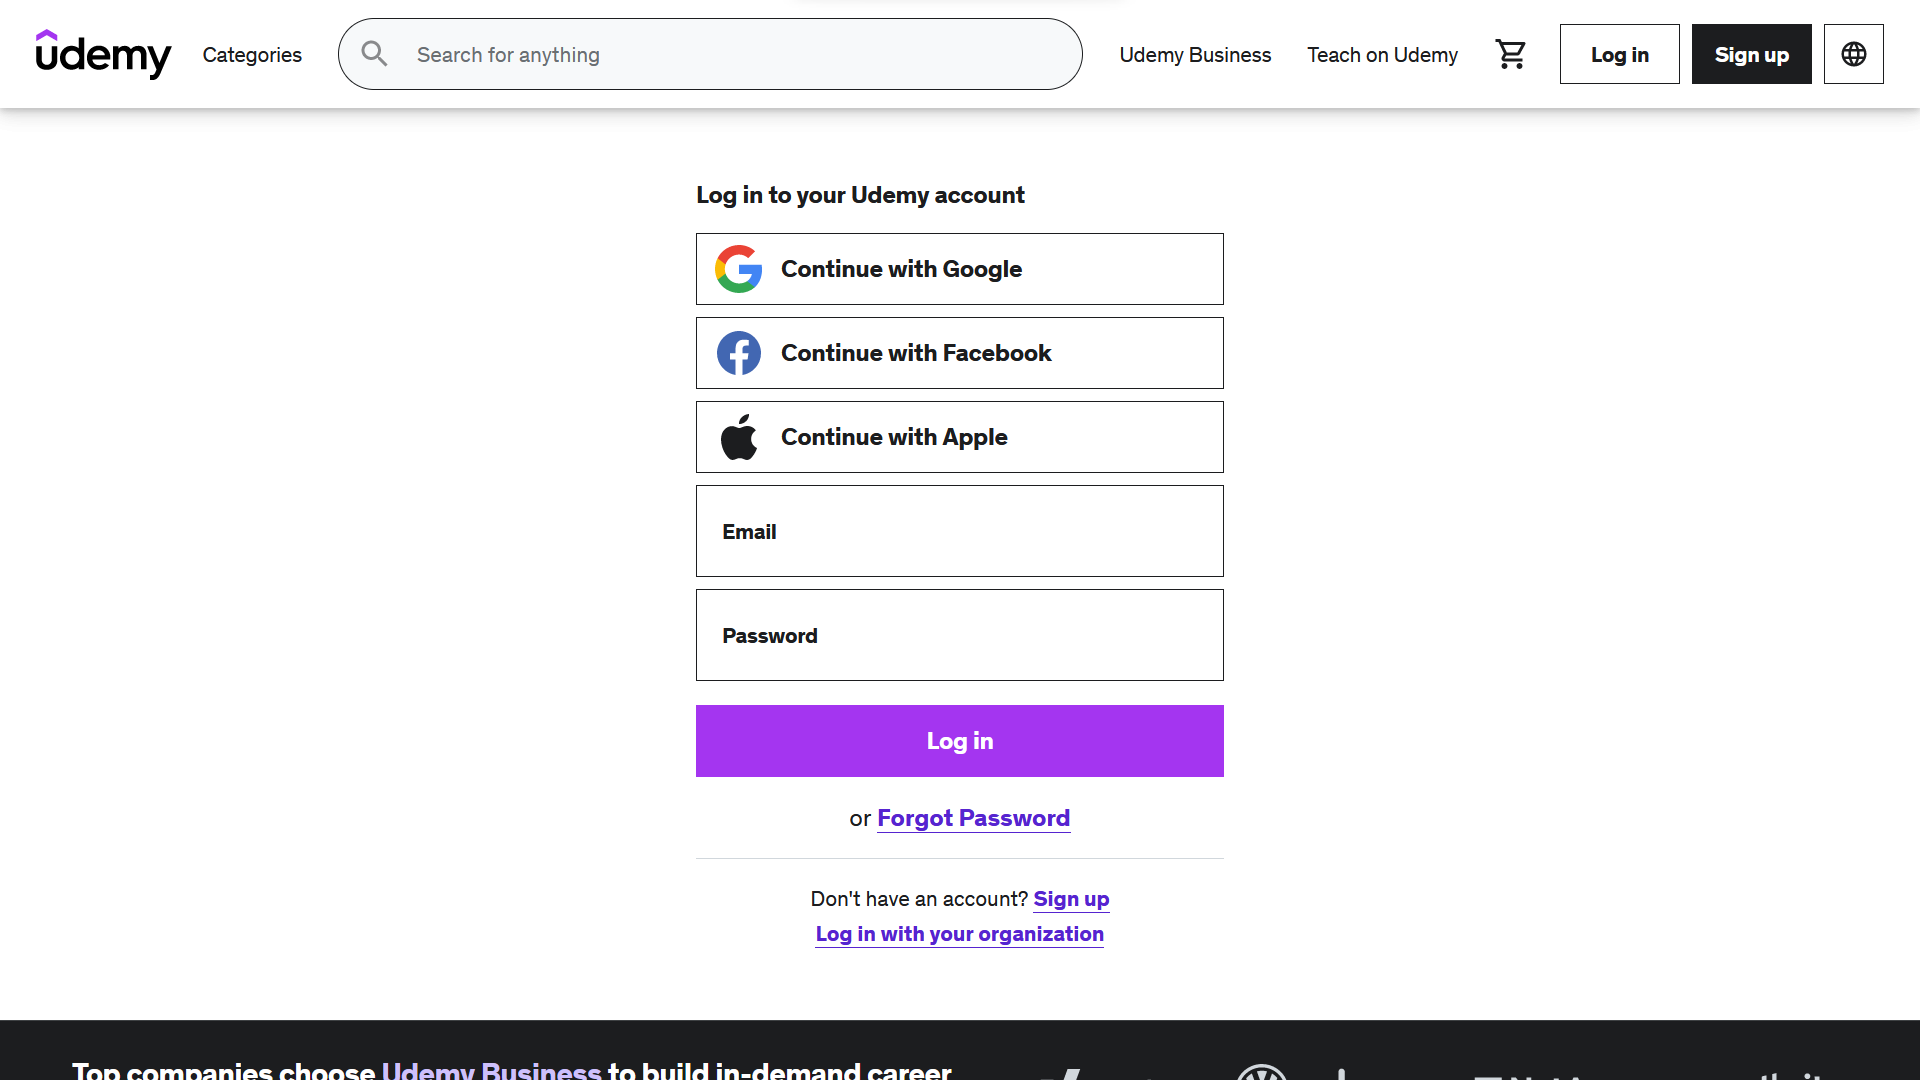 udemy
Categories
Search for anything
Udemy Business
Teach on Udemy
Log in
Sign up
Log in to your Udemy account
Continue with Google
Continue with Facebook
Continue with Apple
Email
Password
Log in
or Forgot Password
Don't have an account? Sign up
Log in with your organization
Top companies choose Udemy Business to build in-demand career